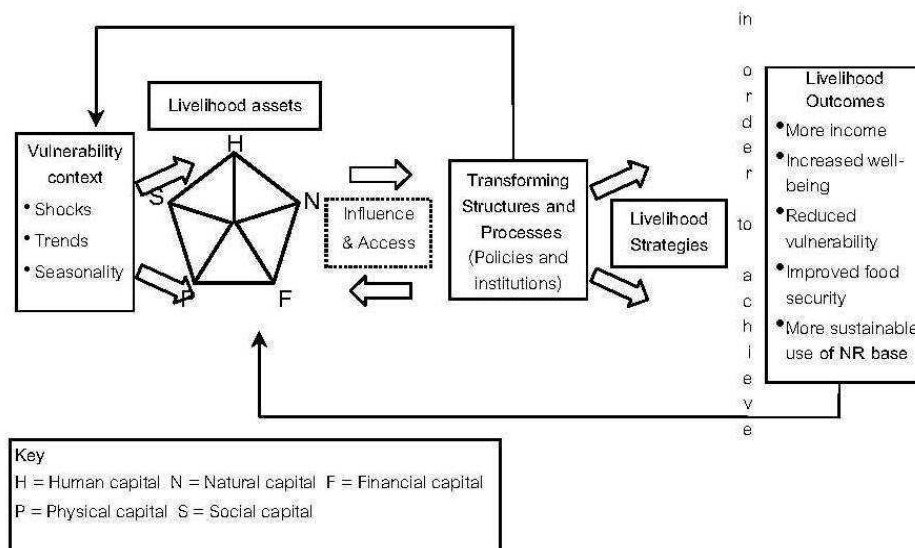 Livelihood assets
Vulnerability
context
• Shocks
• Trends
• Seasonality
H
S
N
P
F
Influence
& Access
Transforming
Structures and
Processes
(Policies and
institutions)
Livelihood
Strategies
in
o
r
d
e
r
to
a
c
h
i
e
v
e
Livelihood
Outcomes
•More income
•Increased well-
being
•Reduced
vulnerability
•Improved food
security
•More sustainable
use of NR base
Key
H = Human capital N = Natural capital F = Financial capital
P = Physical capital S = Social capital